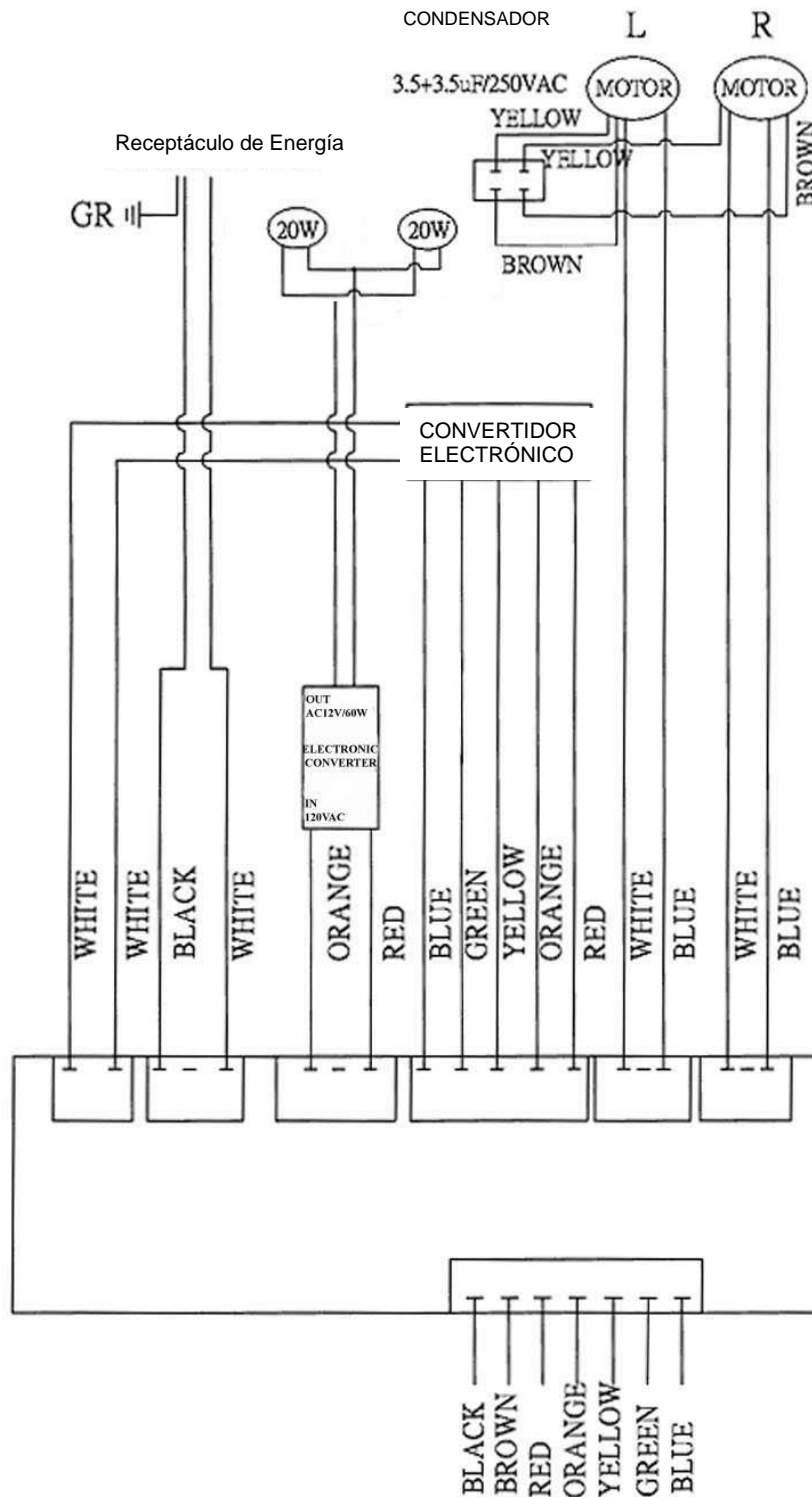 CONDENSADOR
L
R
3.5+3.5uF/250VAC
MOTOR
MOTOR
YELLOW
YELLOW
BROWN
BROWN
Receptáculo de Energía
GR
20W
20W
CONVERTIDOR
ELECTRÓNICO
OUT
AC12V/60W
ELECTRONIC
CONVERTER
IN
120VAC
WHITE
WHITE
BLACK
WHITE
ORANGE
RED
BLUE
GREEN
YELLOW
ORANGE
RED
WHITE
BLUE
WHITE
BLUE
BLACK
BROWN
RED
ORANGE
YELLOW
GREEN
BLUE